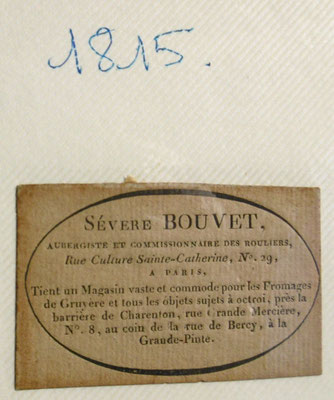 1815.
SÉVERE BOUVET,
AUBERGISTE ET COMMISSIONNAIRE DES ROULIERS,
Rue Culture Sainte-Catherine, N°. 29,
A PARIS,
Tient un Magasin vaste et commode pour les Fromages
de Gruyère et tous les objets sujets à octroi, près la
barrière de Charenton, rue Grande Mercière,
N°. 8, au coin de la rue de Bercy, à la
Grande-Pinte.